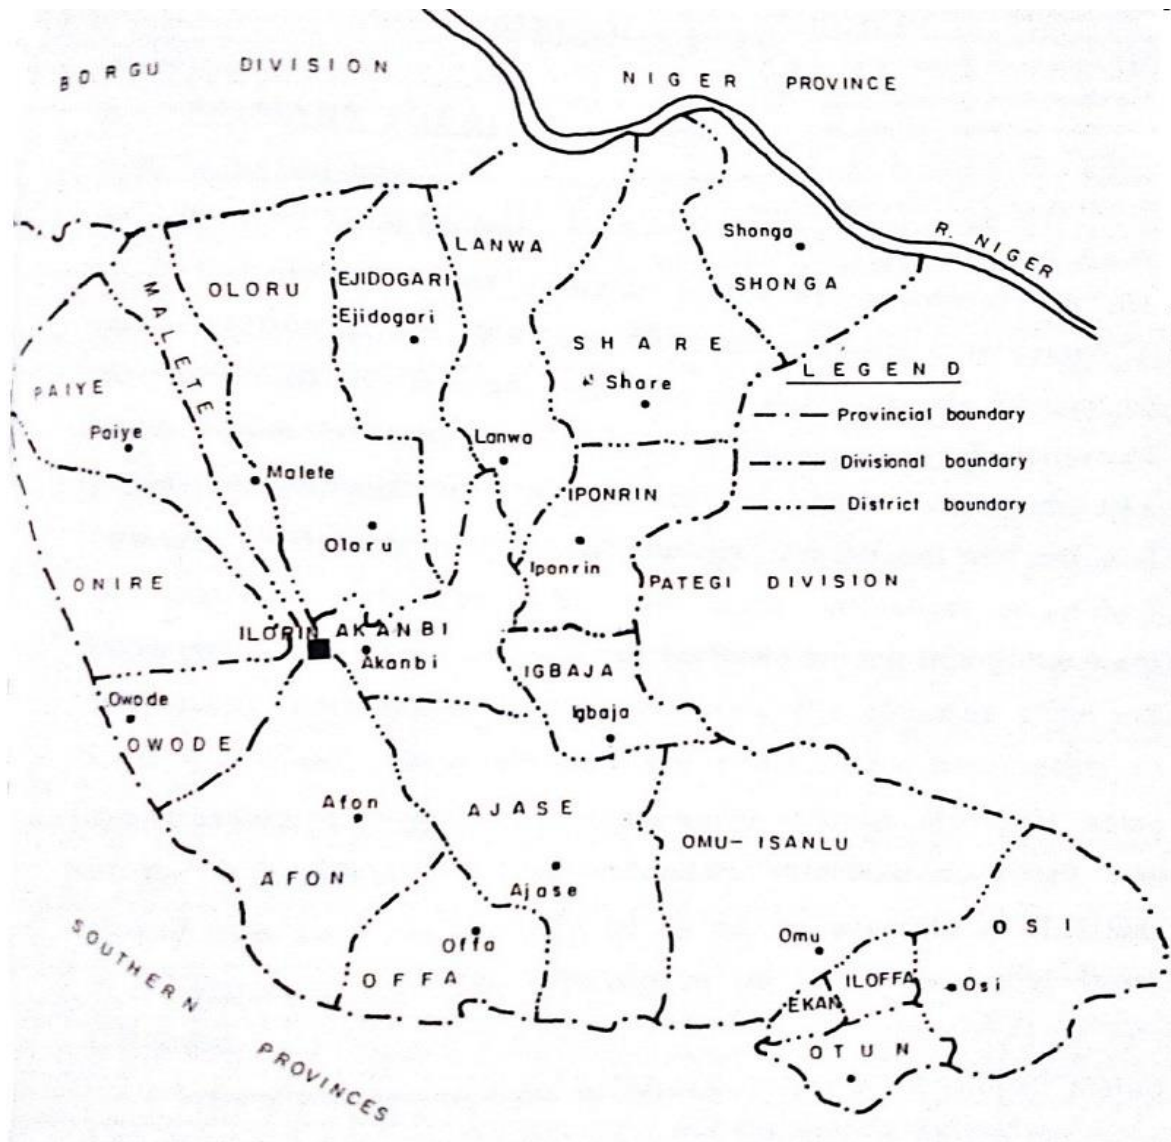 BORGU DIVISION
NIGER PROVINCE
R. NIGER
LANWA
Shonga
SHONGA
MALETE
OLORU
EJIDOGARI
Ejidogari
SHARE
Share
LEGEND
Provincial boundary
Divisional boundary
District boundary
PAIYE
Paiye
Lanwa
Malete
IPONRIN
Oloru
Iponrin
ONIRE
PATEGI DIVISION
ILORIN
AKANBI
Akanbi
IGBAJA
Igbaja
Owode
OWODE
Afon
AJASE
OMU-ISANLU
AFON
Ajase
Offa
OFFA
Omu
OSI
ILOFFA
Osi
EKAN
OTUN
SOUTHERN
PROVINCES